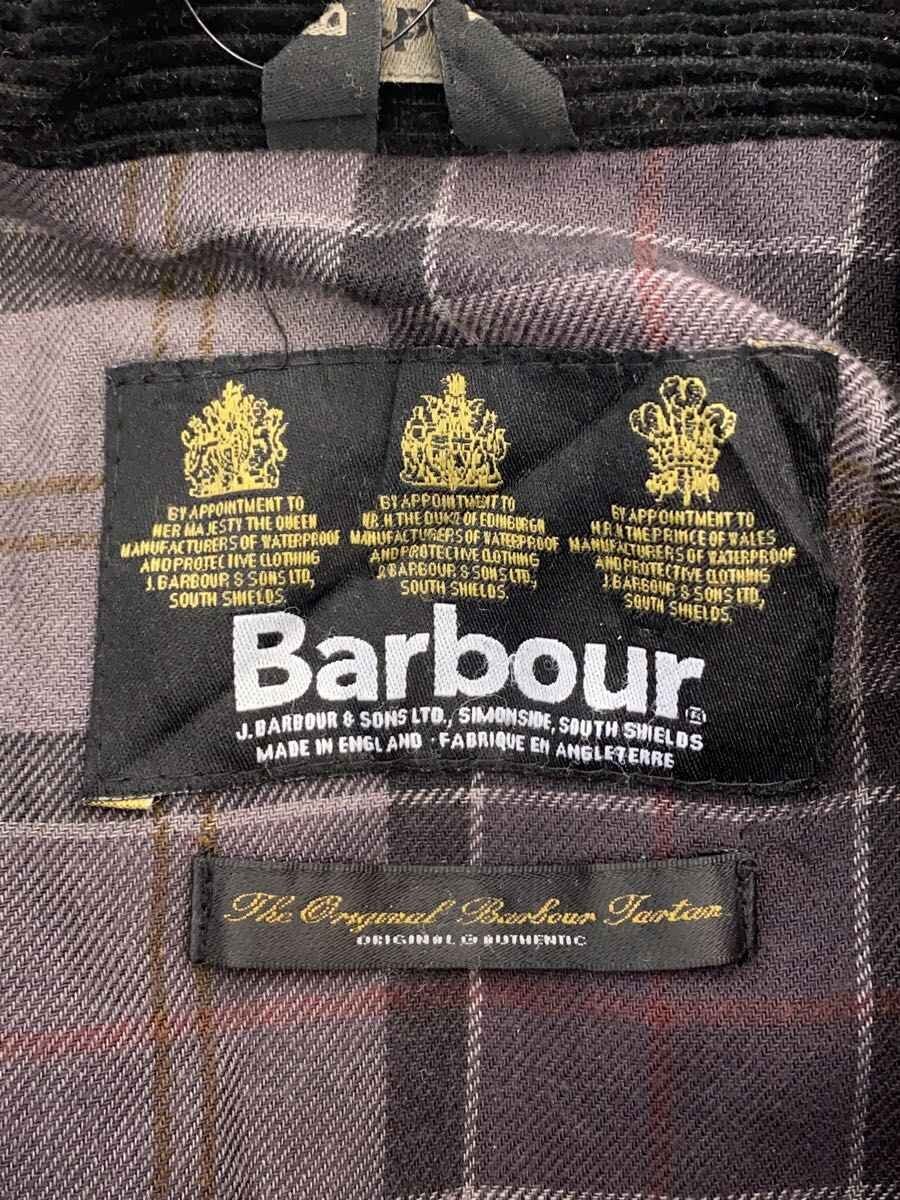 BY APPOINTMENT TO
HER MAJESTY THE QUEEN
MANUFACTURERS OF WATERPROOF
AND PROTECTIVE CLOTHING
J. BARBOUR & SONS LTD,
SOUTH SHIELDS.
BY APPOINTMENT TO
H.R.H THE DUKE OF EDINBURGH
MANUFACTURERS OF WATERPROOF
AND PROTECTIVE CLOTHING
J. BARBOUR & SONS LTD,
SOUTH SHIELDS.
BY APPOINTMENT TO
H.R.H THE PRINCE OF WALES
MANUFACTURERS OF WATERPROOF
AND PROTECTIVE CLOTHING
J. BARBOUR & SONS LTD,
SOUTH SHIELDS.
Barbour®
J. BARBOUR & SONS LTD., SIMONSIDE, SOUTH SHIELDS
MADE IN ENGLAND · FABRIQUE EN ANGLETERRE
The Original Barbour Tartan
ORIGINAL & AUTHENTIC